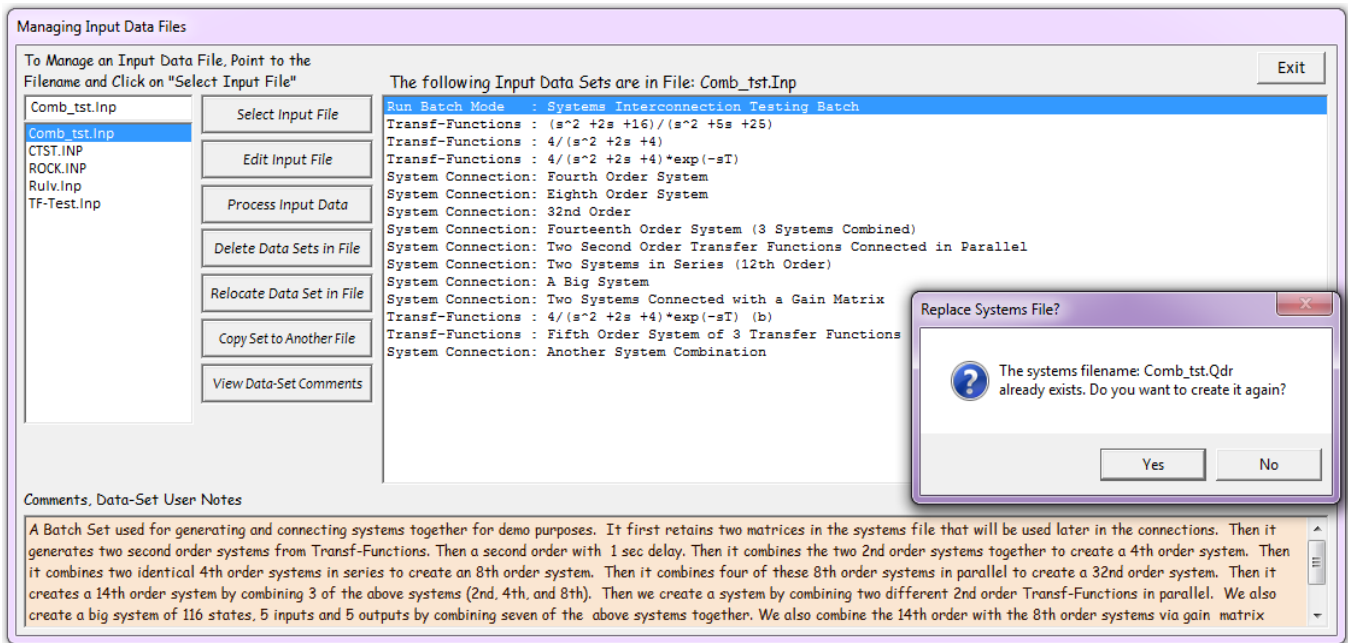 Managing Input Data Files
To Manage an Input Data File, Point to the
Filename and Click on "Select Input File"
The following Input Data Sets are in File: Comb_tst.Inp
Exit
Comb_tst.Inp
Comb_tst.Inp
CTST.INP
ROCK.INP
Rulv.Inp
TF-Test.Inp
Select Input File
Edit Input File
Process Input Data
Delete Data Sets in File
Relocate Data Set in File
Copy Set to Another File
View Data-Set Comments
Run Batch Mode : Systems Interconnection Testing Batch
Transf-Functions : (s^2 +2s +16)/(s^2 +5s +25)
Transf-Functions : 4/(s^2 +2s +4)
Transf-Functions : 4/(s^2 +2s +4)*exp(-sT)
System Connection: Fourth Order System
System Connection: Eighth Order System
System Connection: 32nd Order
System Connection: Fourteenth Order System (3 Systems Combined)
System Connection: Two Second Order Transfer Functions Connected in Parallel
System Connection: Two Systems in Series (12th Order)
System Connection: A Big System
System Connection: Two Systems Connected with a Gain Matrix
Transf-Functions : 4/(s^2 +2s +4)*exp(-sT) (b)
Transf-Functions : Fifth Order System of 3 Transfer Functions
System Connection: Another System Combination
Replace Systems File?
The systems filename: Comb_tst.Qdr
already exists. Do you want to create it again?
Yes
No
Comments, Data-Set User Notes
A Batch Set used for generating and connecting systems together for demo purposes. It first retains two matrices in the systems file that will be used later in the connections. Then it
generates two second order systems from Transf-Functions. Then a second order with 1 sec delay. Then it combines the two 2nd order systems together to create a 4th order system. Then
it combines two identical 4th order systems in series to create an 8th order system. Then it combines four of these 8th order systems in parallel to create a 32nd order system. Then it
creates a 14th order system by combining 3 of the above systems (2nd, 4th, and 8th). Then we create a system by combining two different 2nd order Transf-Functions in parallel. We also
create a big system of 116 states, 5 inputs and 5 outputs by combining seven of the above systems together. We also combine the 14th order with the 8th order systems via gain matrix